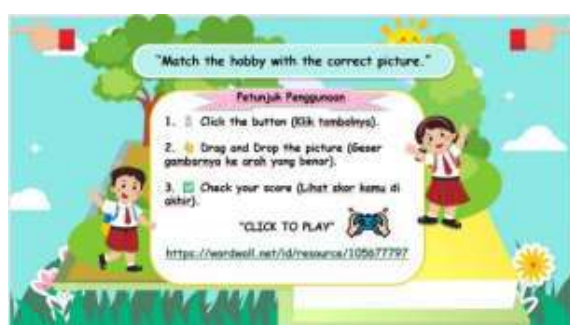 "Match the hobby with the correct picture."
Petunjuk Penggunaan
1. Click the button (Klik tombolnya).
2. Drag and Drop the picture (Geser
gambarnya ke arah yang benar).
3. Check your score (Lihat skor kamu di
akhir).
"CLICK TO PLAY"
https://wordwall.net/id/resource/105677797